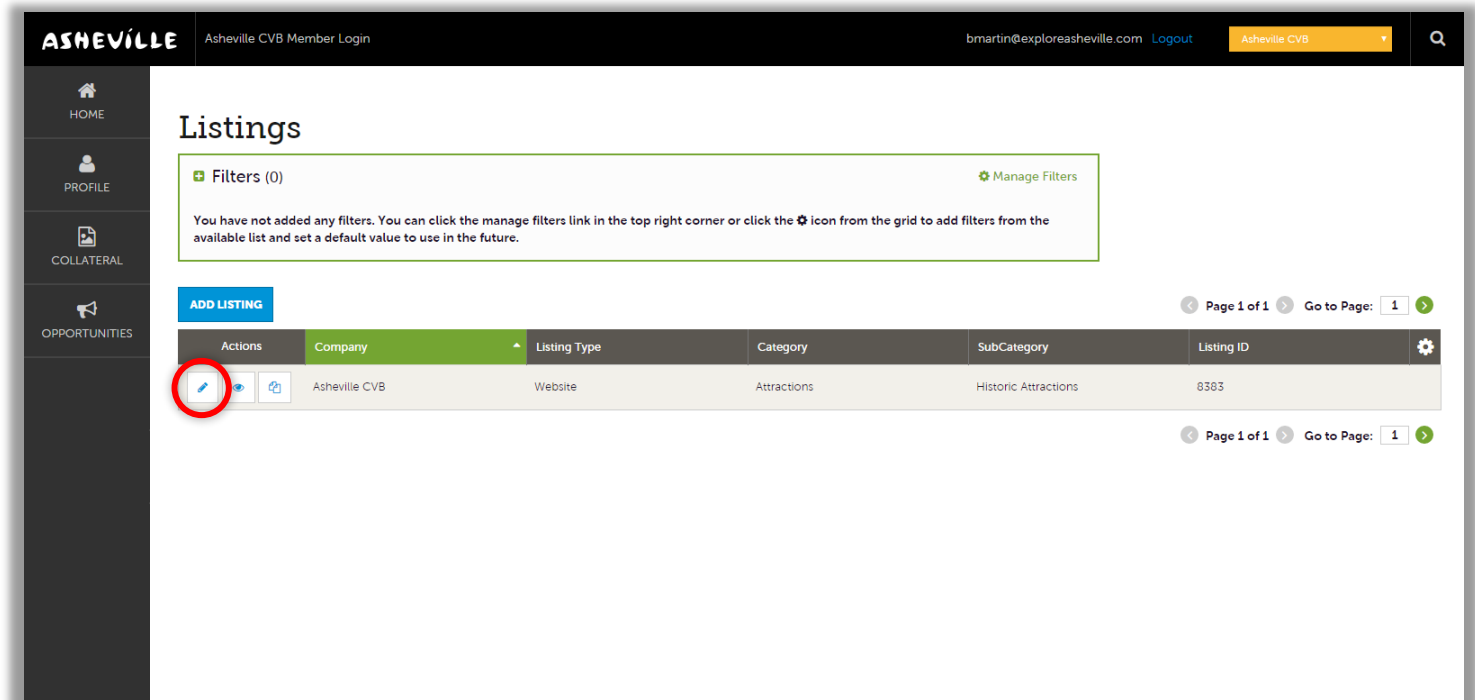 ASHEVILLE Asheville CVB Member Login bmartin@exploreasheville.com Logout Asheville CVB
HOME
PROFILE
COLLATERAL
OPPORTUNITIES
Listings
Filters (0) Manage Filters
You have not added any filters. You can click the manage filters link in the top right corner or click the icon from the grid to add filters from the
available list and set a default value to use in the future.
ADD LISTING Page 1 of 1 Go to Page: 1
Actions Company Listing Type Category SubCategory Listing ID
Asheville CVB Website Attractions Historic Attractions 8383
Page 1 of 1 Go to Page: 1